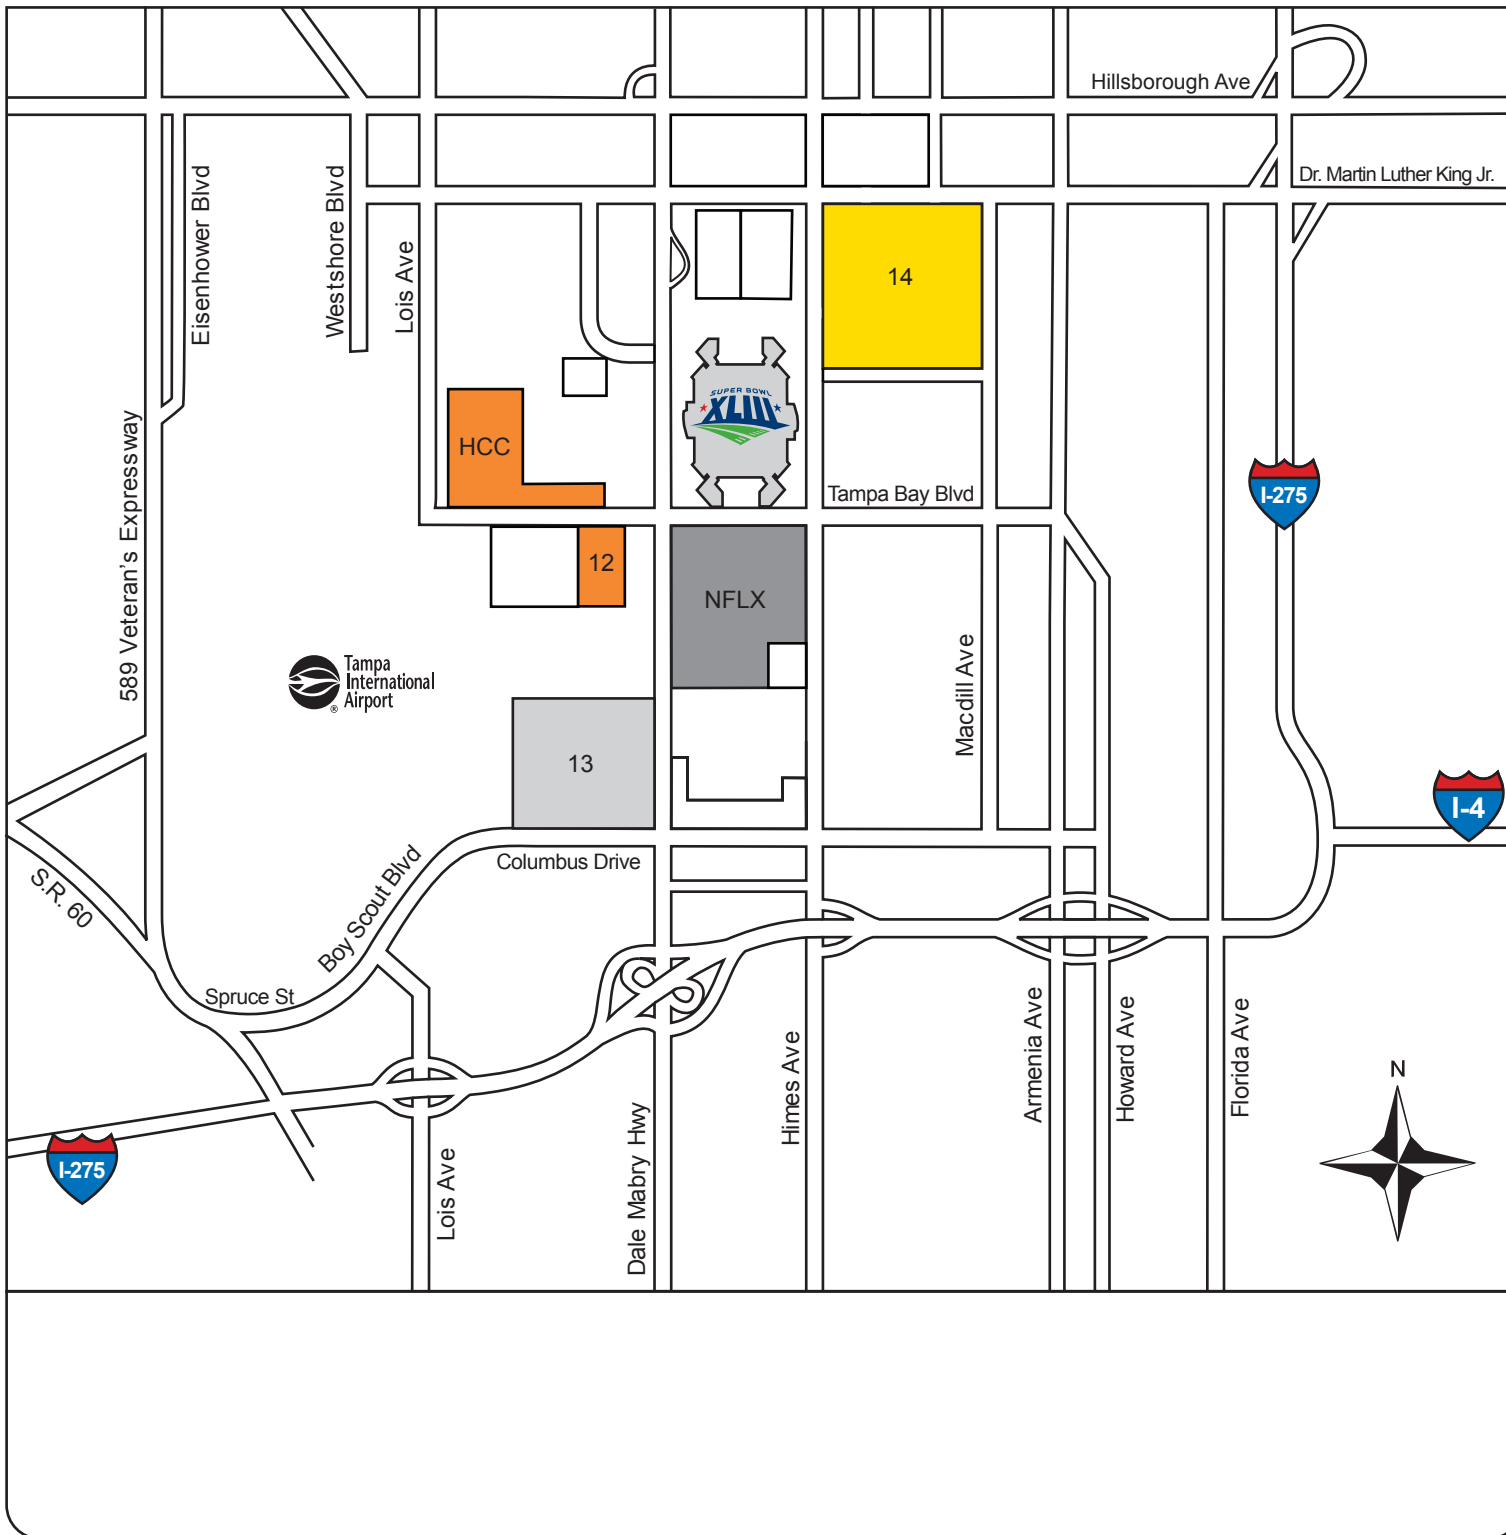 Hillsborough Ave
Dr. Martin Luther King Jr.
Eisenhower Blvd
Westshore Blvd
Lois Ave
14
SUPER BOWL
XLIII
HCC
Tampa Bay Blvd
I-275
589 Veteran's Expressway
12
NFLX
Tampa
International
Airport
®
Macdill Ave
13
I-4
Columbus Drive
S.R. 60
Boy Scout Blvd
Spruce St
Armenia Ave
Howard Ave
Florida Ave
Himes Ave
N
Dale Mabry Hwy
I-275
Lois Ave